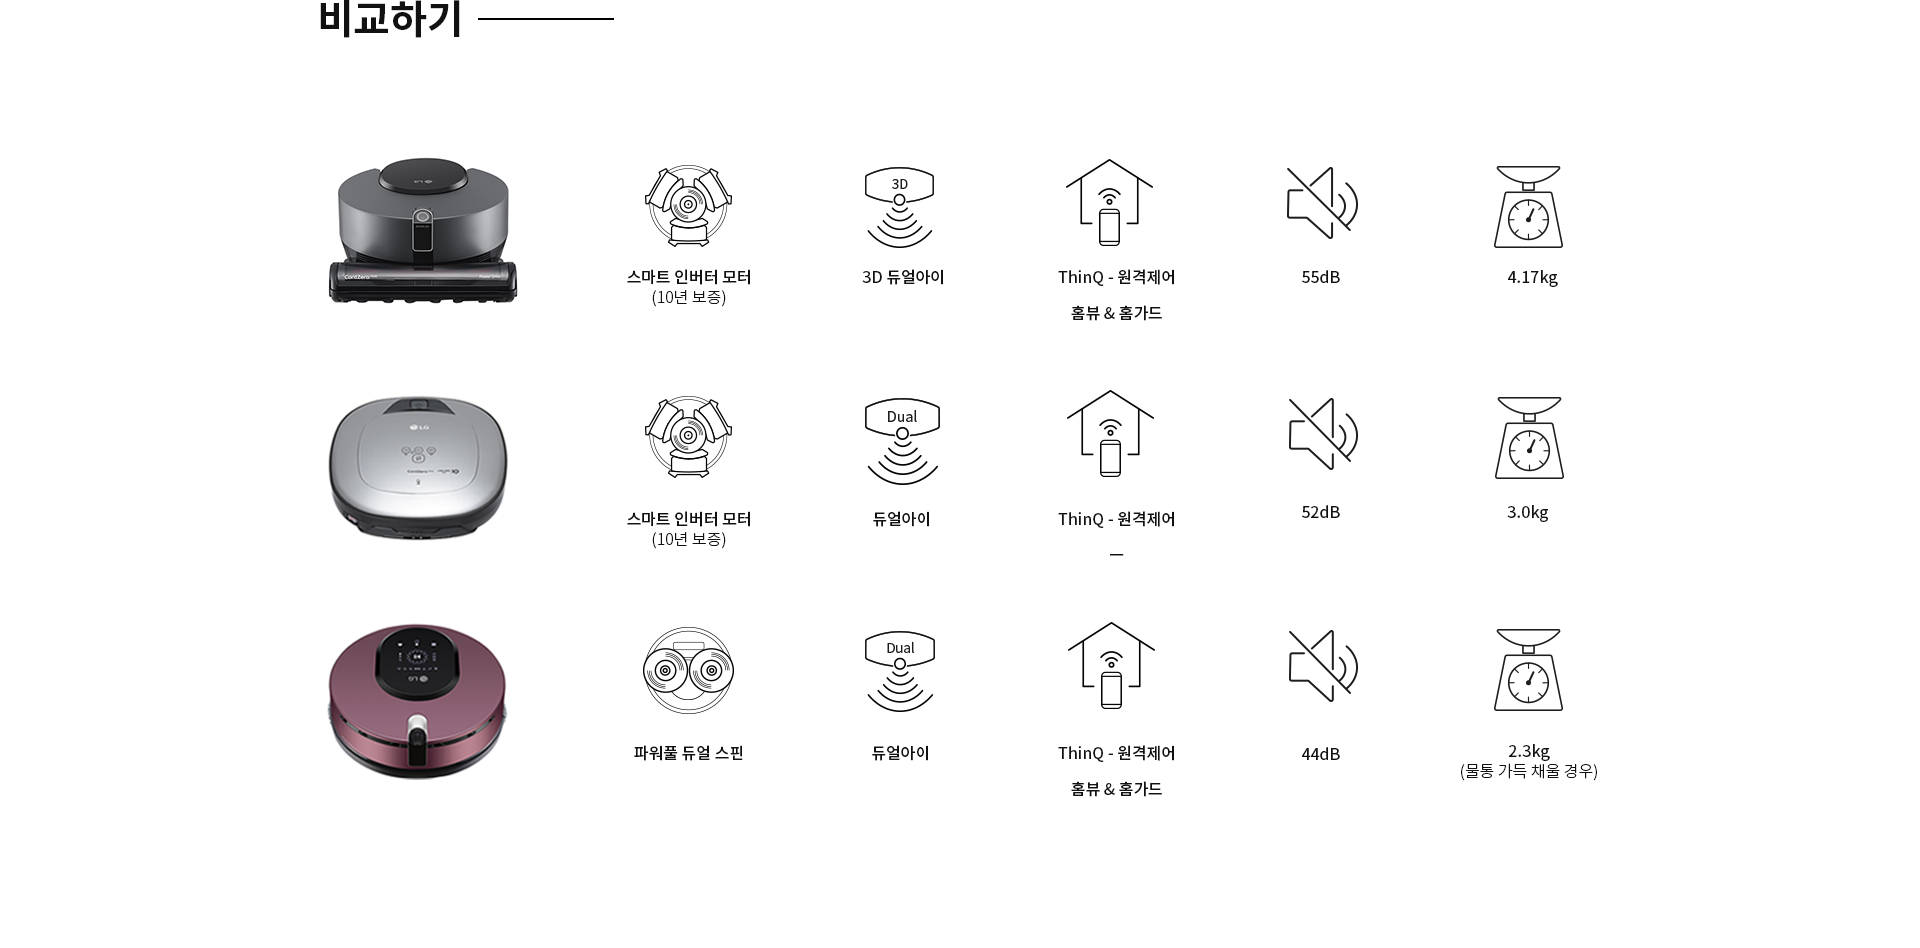 비교하기
3D
스마트 인버터 모터
(10년 보증)
3D 듀얼아이
ThinQ - 원격제어
홈뷰 & 홈가드
55dB
4.17kg
CordZero
LG
Dual
스마트 인버터 모터
(10년 보증)
듀얼아이
ThinQ - 원격제어
—
52dB
3.0kg
LG
Dual
파워풀 듀얼 스핀
듀얼아이
ThinQ - 원격제어
홈뷰 & 홈가드
44dB
2.3kg
(물통 가득 채울 경우)